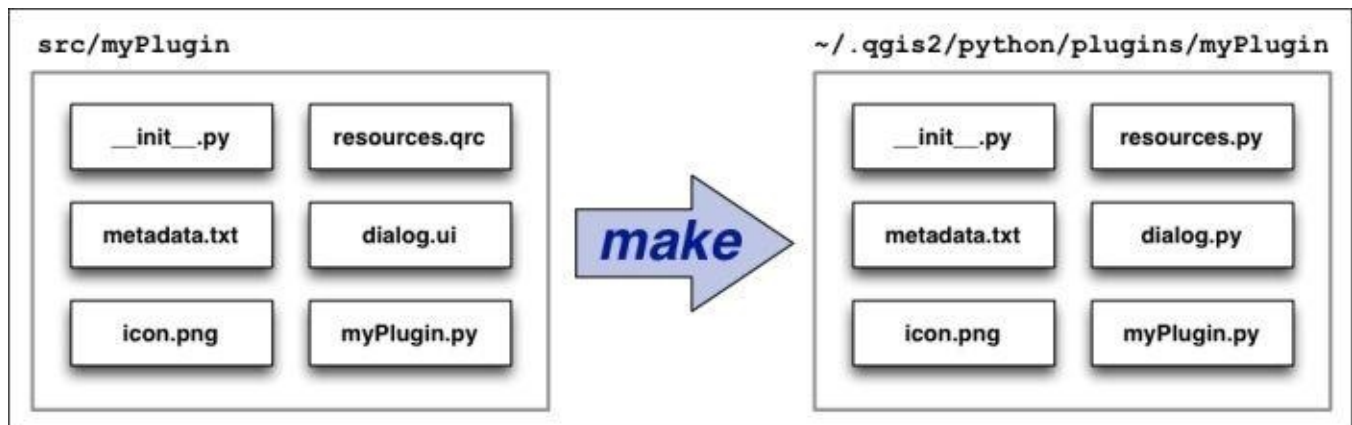 src/myPlugin
~/.qgis2/python/plugins/myPlugin
__init__.py
resources.qrc
metadata.txt
dialog.ui
icon.png
myPlugin.py
make
__init__.py
resources.py
metadata.txt
dialog.py
icon.png
myPlugin.py